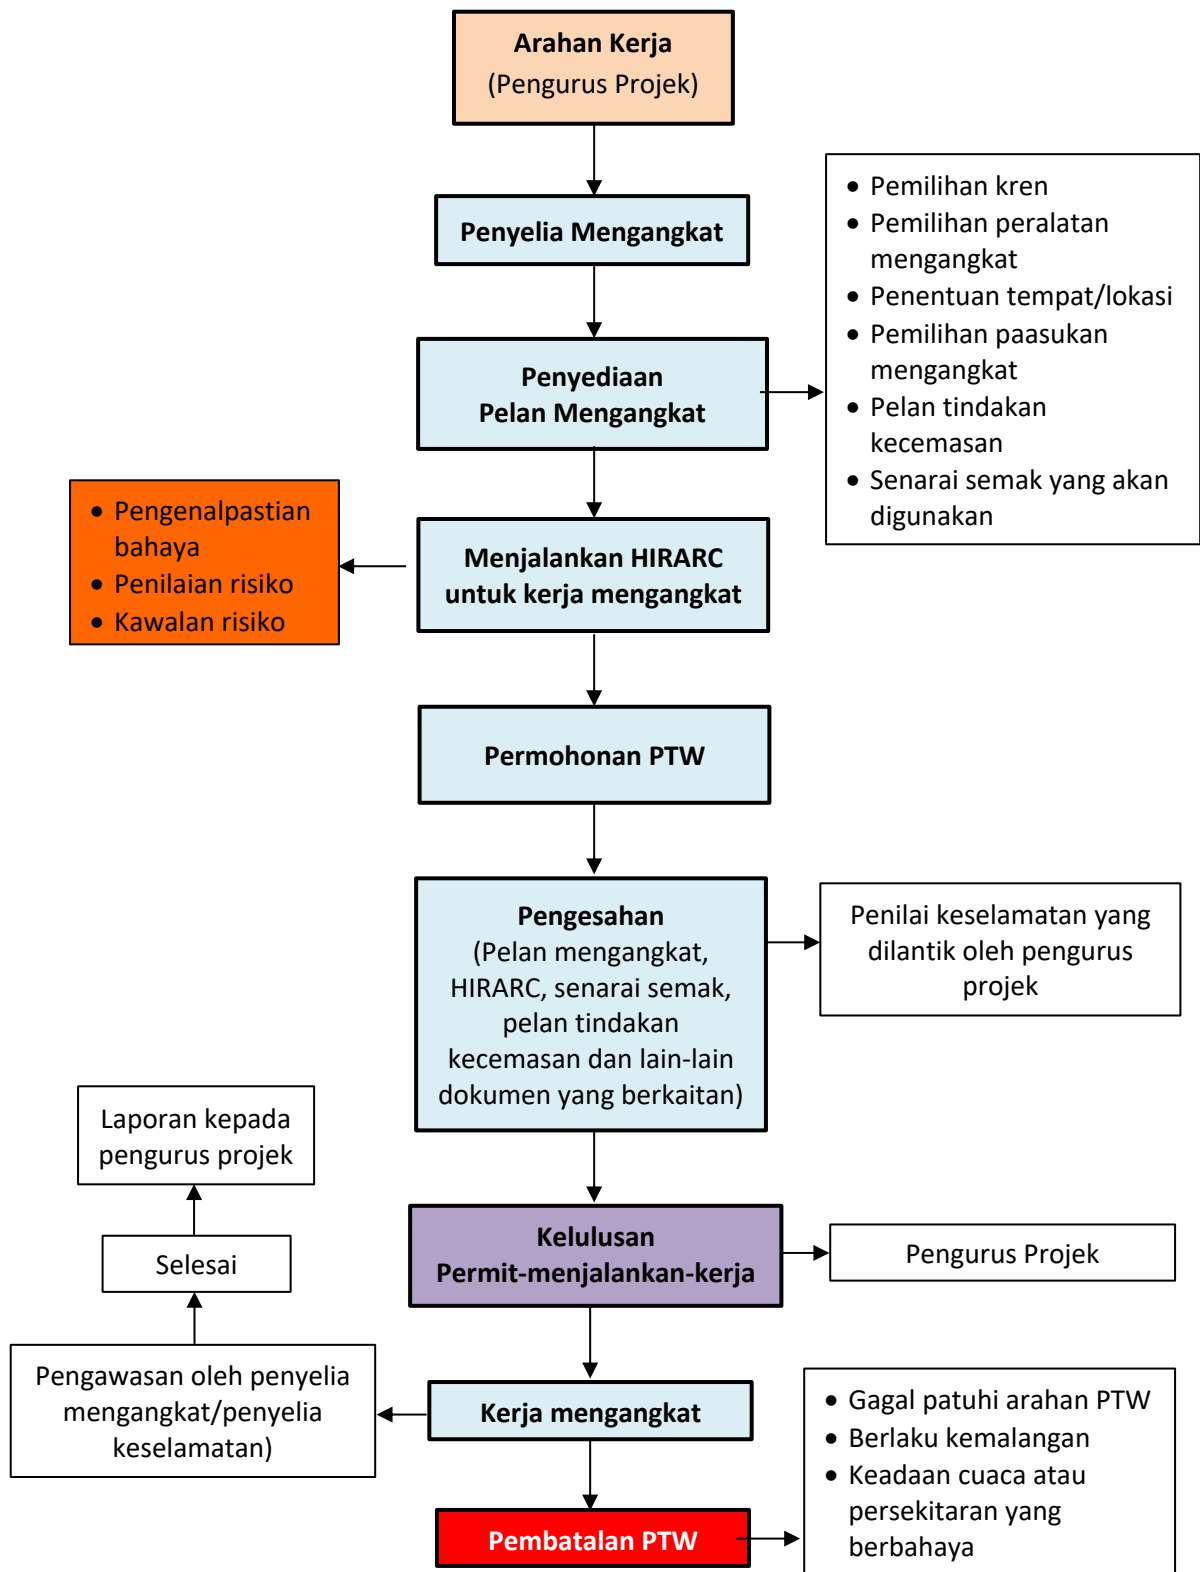 Arahan Kerja
(Pengurus Projek)
Penyelia Mengangkat
Penyediaan
Pelan Mengangkat
• Pemilihan kren
• Pemilihan peralatan
mengangkat
• Penentuan tempat/lokasi
• Pemilihan paasukan
mengangkat
• Pelan tindakan
kecemasan
• Senarai semak yang akan
digunakan
Menjalankan HIRARC
untuk kerja mengangkat
• Pengenalpastian
bahaya
• Penilaian risiko
• Kawalan risiko
Permohonan PTW
Pengesahan
(Pelan mengangkat,
HIRARC, senarai semak,
pelan tindakan
kecemasan dan lain-lain
dokumen yang berkaitan)
Penilai keselamatan yang
dilantik oleh pengurus
projek
Kelulusan
Permit-menjalankan-kerja
Pengurus Projek
Kerja mengangkat
Pengawasan oleh penyelia
mengangkat/penyelia
keselamatan)
Selesai
Laporan kepada
pengurus projek
Pembatalan PTW
• Gagal patuhi arahan PTW
• Berlaku kemalangan
• Keadaan cuaca atau
persekitaran yang
berbahaya